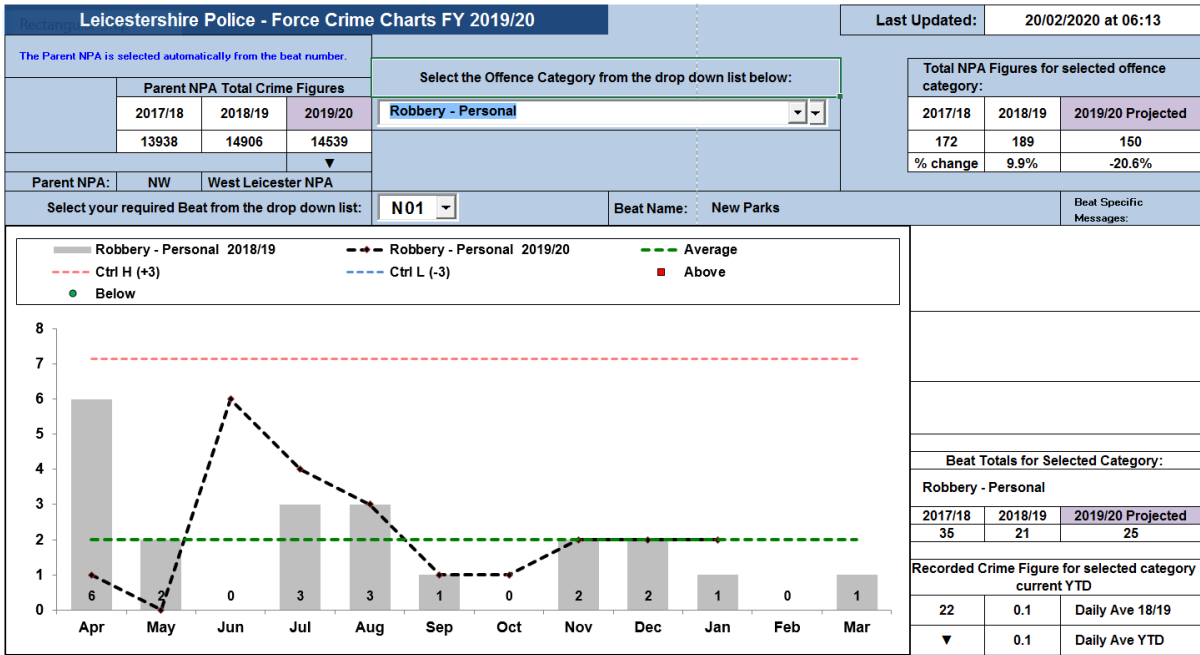 Leicestershire Police - Force Crime Charts FY 2019/20
Last Updated: 20/02/2020 at 06:13
The Parent NPA is selected automatically from the beat number.
Parent NPA Total Crime Figures
2017/18 2018/19 2019/20
13938 14906 14539
▼
Parent NPA: NW West Leicester NPA
Select the Offence Category from the drop down list below:
Robbery - Personal
Total NPA Figures for selected offence
category:
2017/18 2018/19 2019/20 Projected
172 189 150
% change 9.9% -20.6%
Select your required Beat from the drop down list: N01
Beat Name: New Parks
Beat Specific
Messages:
Robbery - Personal 2018/19 Robbery - Personal 2019/20 Average
Ctrl H (+3) Ctrl L (-3) Above
Below
8
7
6
5
4
3
2
1
0
6 2 0 3 3 1 0 2 2 1 0 1
Apr May Jun Jul Aug Sep Oct Nov Dec Jan Feb Mar
Beat Totals for Selected Category:
Robbery - Personal
2017/18 2018/19 2019/20 Projected
35 21 25
Recorded Crime Figure for selected category
current YTD
22 0.1 Daily Ave 18/19
▼ 0.1 Daily Ave YTD